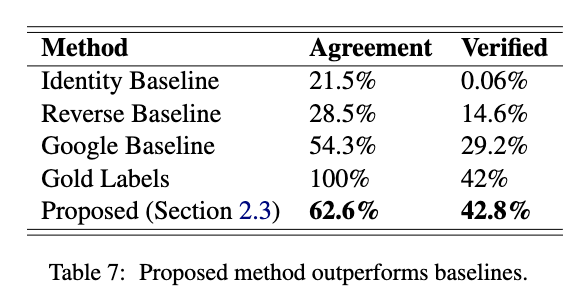 Method Agreement Verified
Identity Baseline 21.5% 0.06%
Reverse Baseline 28.5% 14.6%
Google Baseline 54.3% 29.2%
Gold Labels 100% 42%
Proposed (Section 2.3) 62.6% 42.8%
Table 7: Proposed method outperforms baselines.